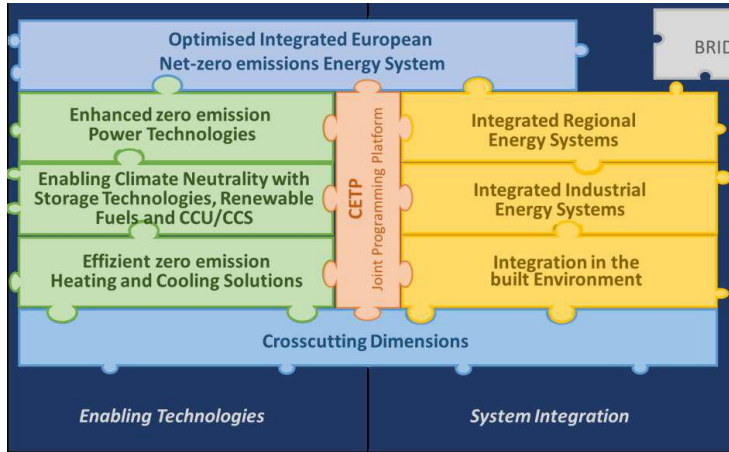 Optimised Integrated European
Net-zero emissions Energy System
BRID
Enhanced zero emission
Power Technologies
Enabling Climate Neutrality with
Storage Technologies, Renewable
Fuels and CCU/CCS
Efficient zero emission
Heating and Cooling Solutions
CETP
Joint Programming Platform
Integrated Regional
Energy Systems
Integrated Industrial
Energy Systems
Integration in the
built Environment
Crosscutting Dimensions
Enabling Technologies
System Integration